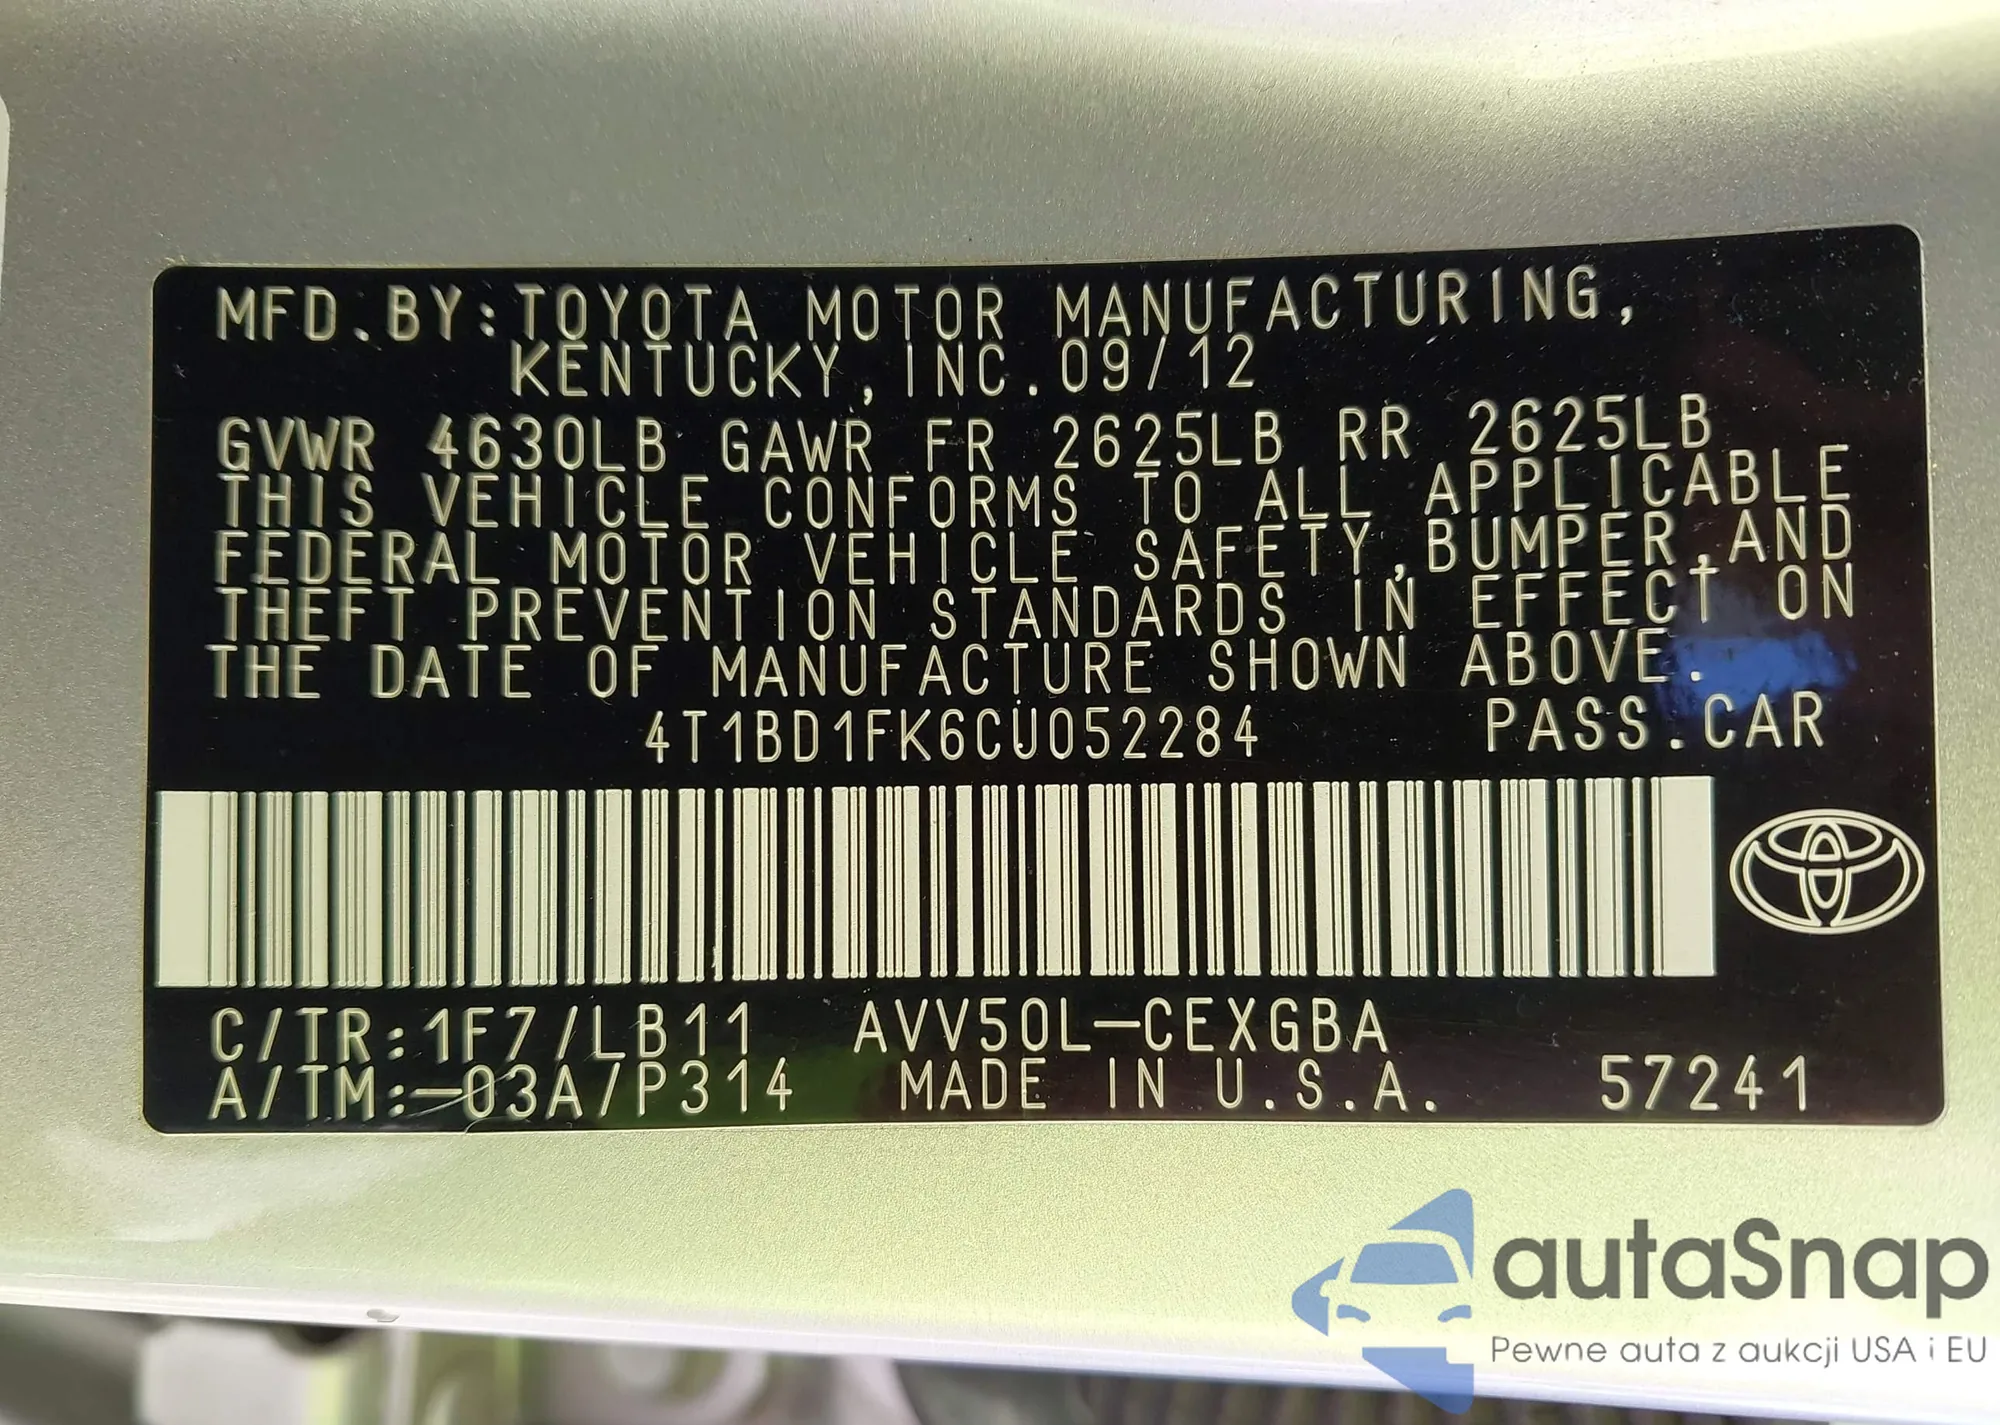 MFD.BY:TOYOTA MOTOR MANUFACTURING,
KENTUCKY,INC.09/12
GVWR 4630LB GAWR FR 2625LB RR 2625LB
THIS VEHICLE CONFORMS TO ALL APPLICABLE
FEDERAL MOTOR VEHICLE SAFETY,BUMPER,AND
THEFT PREVENTION STANDARDS IN EFFECT ON
THE DATE OF MANUFACTURE SHOWN ABOVE.
4T1BD1FK6CU052284 PASS.CAR
C/TR:1F7/LB11 AVV50L-CEXGBA
A/TM:-03A/P314 MADE IN U.S.A. 57241
autaSnap
Pewne auta z aukcji USA i EU